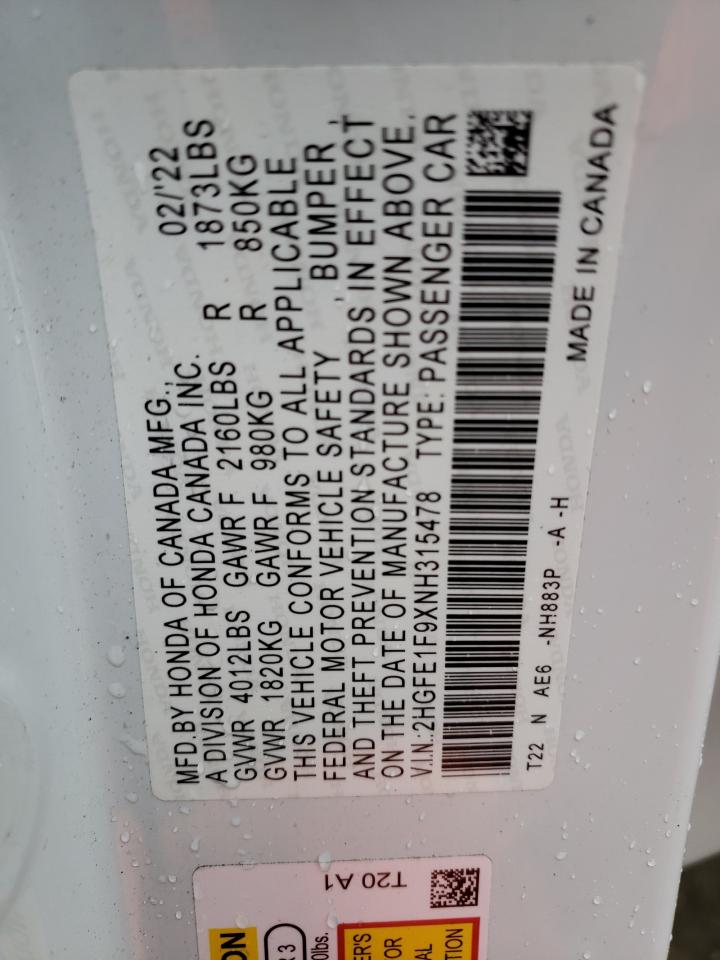 MFD.BY HONDA OF CANADA MFG., 02/'22
A DIVISION OF HONDA CANADA INC.
GVWR 4012LBS GAWR F 2160LBS R 1873LBS
GVWR 1820KG GAWR F 980KG R 850KG
THIS VEHICLE CONFORMS TO ALL APPLICABLE
FEDERAL MOTOR VEHICLE SAFETY , BUMPER ,
AND THEFT PREVENTION STANDARDS IN EFFECT
ON THE DATE OF MANUFACTURE SHOWN ABOVE.
V.I.N.:2HGFE1F9XNH315478 TYPE: PASSENGER CAR
T22 N AE6 -NH883P -A -H
MADE IN CANADA
T20 A1